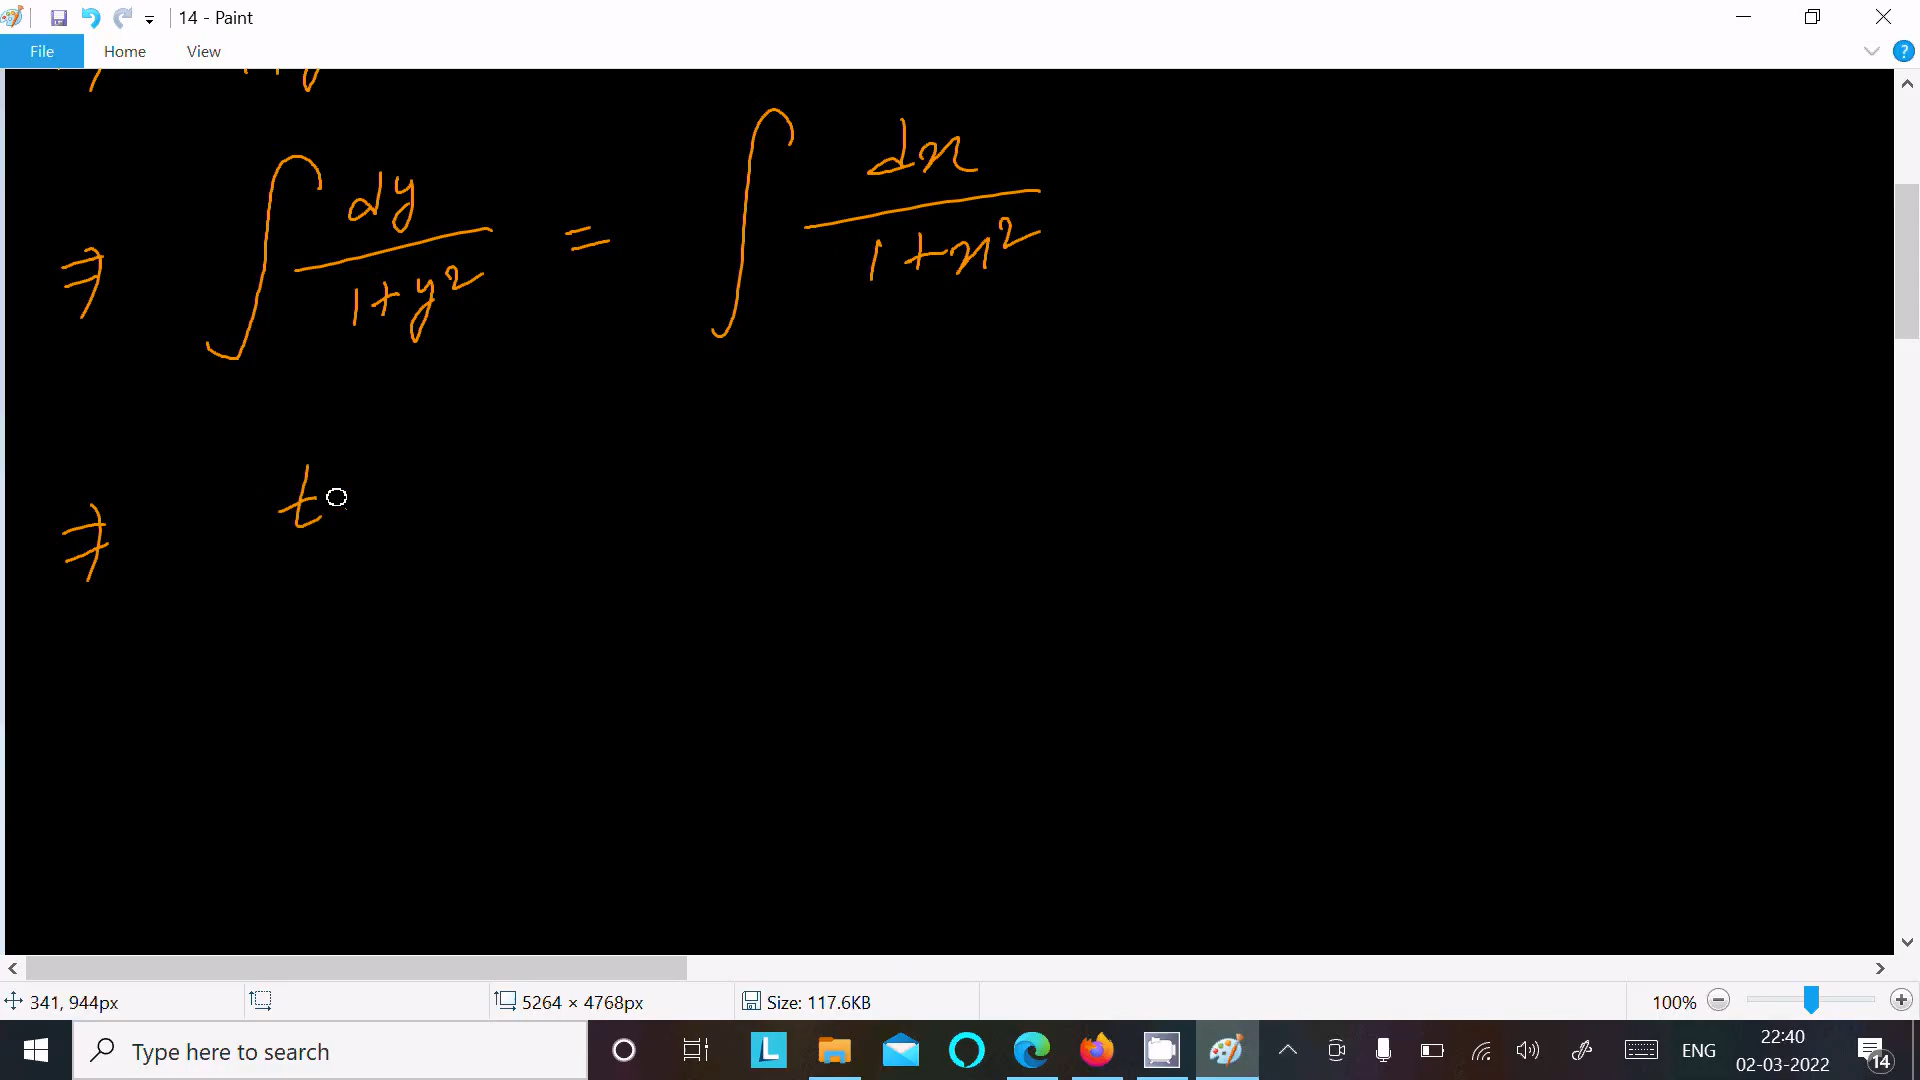 14 - Paint
File Home View
⇒ ∫ dy/(1+y²) = ∫ dx/(1+x²)
⇒ t
341, 944px 5264 × 4768px Size: 117.6KB 100%
Type here to search
L
ENG
22:40
02-03-2022
14